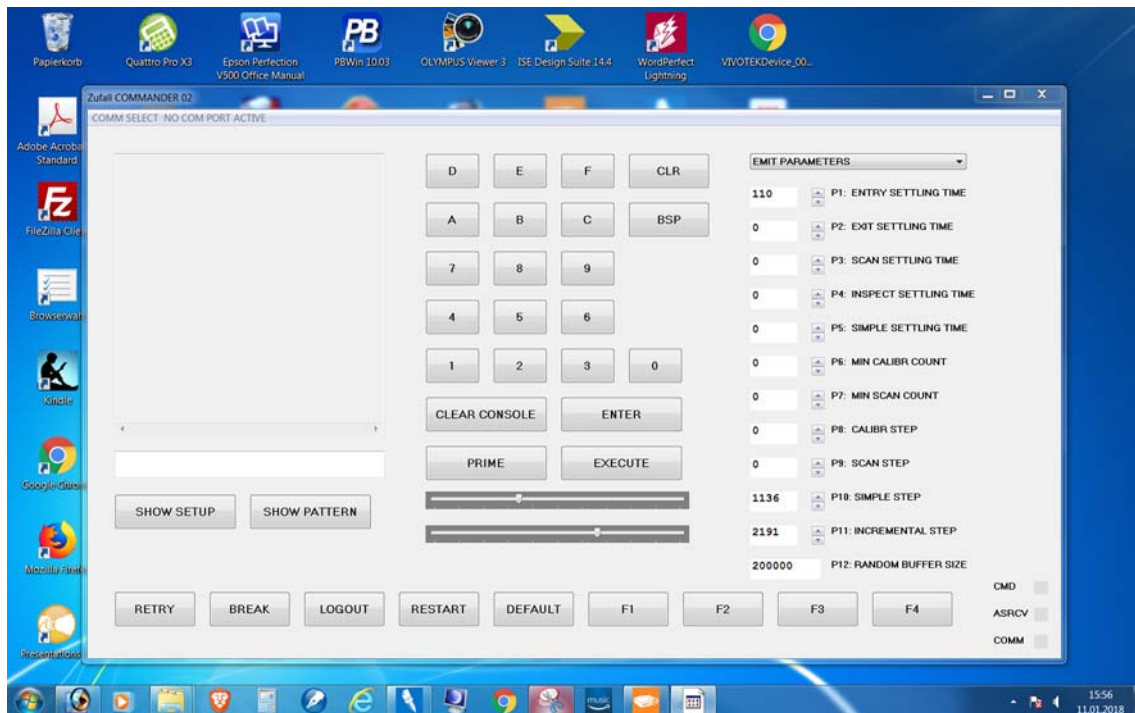 Papierkorb
Quattro Pro X3
Epson Perfection
V500 Office Manual
PBWin 10.03
OLYMPUS Viewer 3
ISE Design Suite 14.4
WordPerfect
Lightning
VIVOTEKDevice_00...
Zufall COMMANDER 02
COMM SELECT NO COM PORT ACTIVE
Adobe Acroba
Standard
FileZilla Clie
Browserwahl
Kindle
Google Chrom
Mozilla Firef
Presentations
D
E
F
CLR
A
B
C
BSP
7
8
9
4
5
6
1
2
3
0
CLEAR CONSOLE
ENTER
PRIME
EXECUTE
SHOW SETUP
SHOW PATTERN
EMIT PARAMETERS
110 P1: ENTRY SETTLING TIME
0 P2: EXIT SETTLING TIME
0 P3: SCAN SETTLING TIME
0 P4: INSPECT SETTLING TIME
0 P5: SIMPLE SETTLING TIME
0 P6: MIN CALIBR COUNT
0 P7: MIN SCAN COUNT
0 P8: CALIBR STEP
0 P9: SCAN STEP
1136 P10: SIMPLE STEP
2191 P11: INCREMENTAL STEP
200000 P12: RANDOM BUFFER SIZE
RETRY
BREAK
LOGOUT
RESTART
DEFAULT
F1
F2
F3
F4
CMD
ASRCV
COMM
music
15:56
11.01.2018